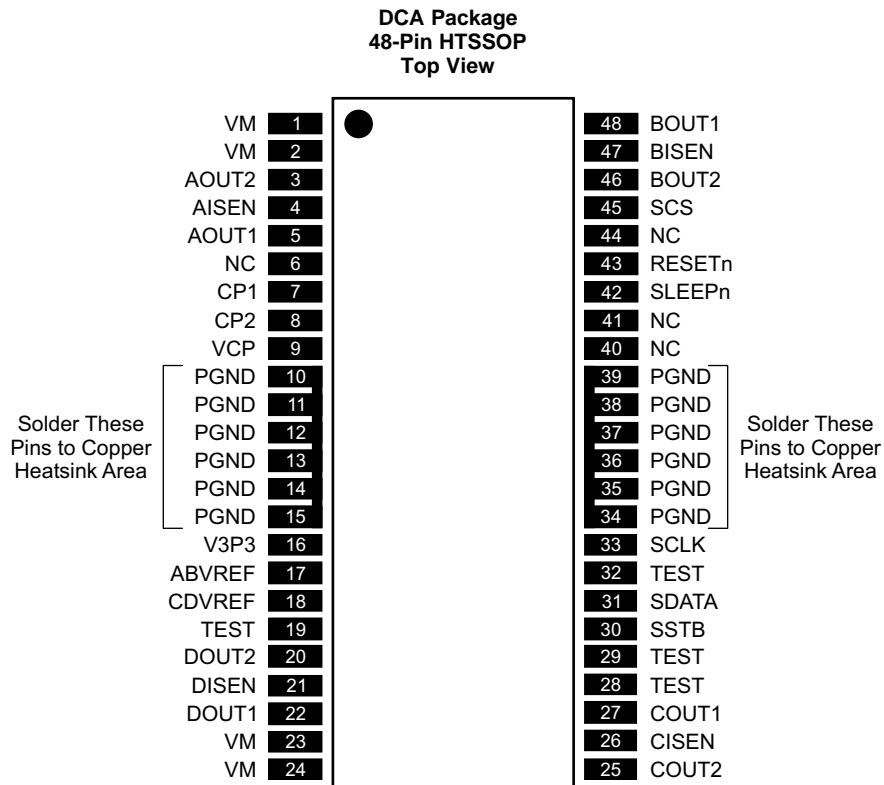 DCA Package
48-Pin HTSSOP
Top View
VM 1
VM 2
AOUT2 3
AISEN 4
AOUT1 5
NC 6
CP1 7
CP2 8
VCP 9
PGND 10
PGND 11
PGND 12
PGND 13
PGND 14
PGND 15
Solder These
Pins to Copper
Heatsink Area
V3P3 16
ABVREF 17
CDVREF 18
TEST 19
DOUT2 20
DISEN 21
DOUT1 22
VM 23
VM 24
48 BOUT1
47 BISEN
46 BOUT2
45 SCS
44 NC
43 RESETn
42 SLEEPn
41 NC
40 NC
39 PGND
38 PGND
37 PGND
36 PGND
35 PGND
34 PGND
Solder These
Pins to Copper
Heatsink Area
33 SCLK
32 TEST
31 SDATA
30 SSTB
29 TEST
28 TEST
27 COUT1
26 CISEN
25 COUT2